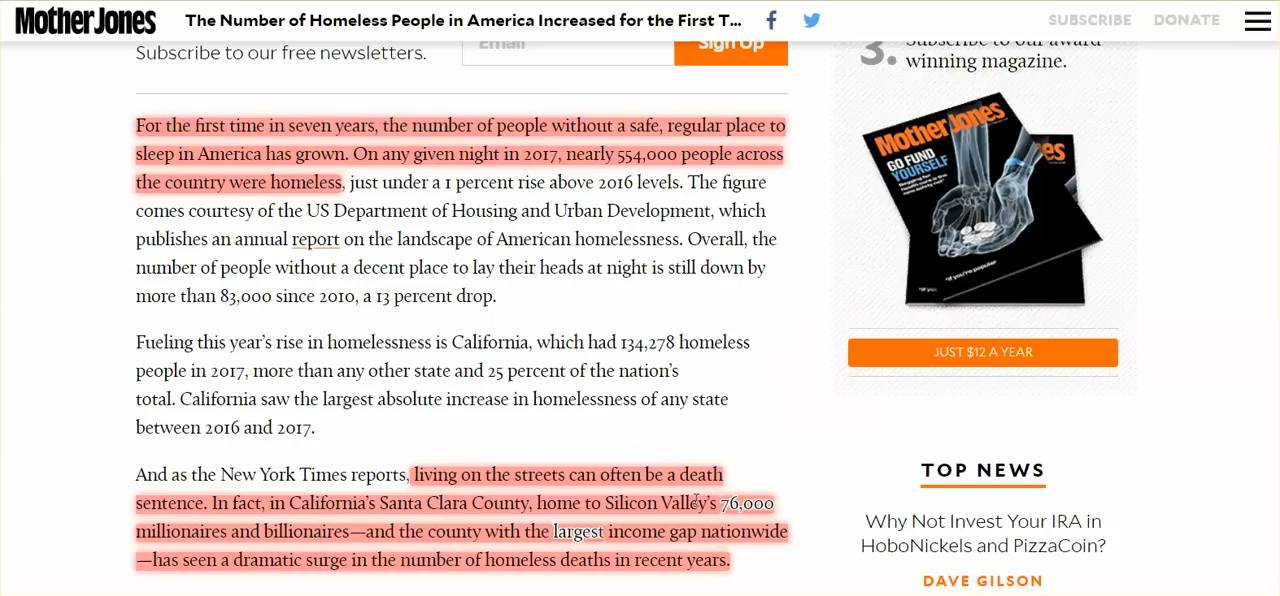 Mother Jones
The Number of Homeless People in America Increased for the First T...
SUBSCRIBE DONATE
Subscribe to our free newsletters.
Email
Sign Up
For the first time in seven years, the number of people without a safe, regular place to
sleep in America has grown. On any given night in 2017, nearly 554,000 people across
the country were homeless, just under a 1 percent rise above 2016 levels. The figure
comes courtesy of the US Department of Housing and Urban Development, which
publishes an annual report on the landscape of American homelessness. Overall, the
number of people without a decent place to lay their heads at night is still down by
more than 83,000 since 2010, a 13 percent drop.
Fueling this year's rise in homelessness is California, which had 134,278 homeless
people in 2017, more than any other state and 25 percent of the nation's
total. California saw the largest absolute increase in homelessness of any state
between 2016 and 2017.
And as the New York Times reports, living on the streets can often be a death
sentence. In fact, in California's Santa Clara County, home to Silicon Valley's 76,000
millionaires and billionaires—and the county with the largest income gap nationwide
—has seen a dramatic surge in the number of homeless deaths in recent years.
3. Subscribe to our award
winning magazine.
Mother Jones
GO FUND
YOURSELF
es
"If you're popular
"If you
JUST $12 A YEAR
TOP NEWS
Why Not Invest Your IRA in
HoboNickels and PizzaCoin?
DAVE GILSON